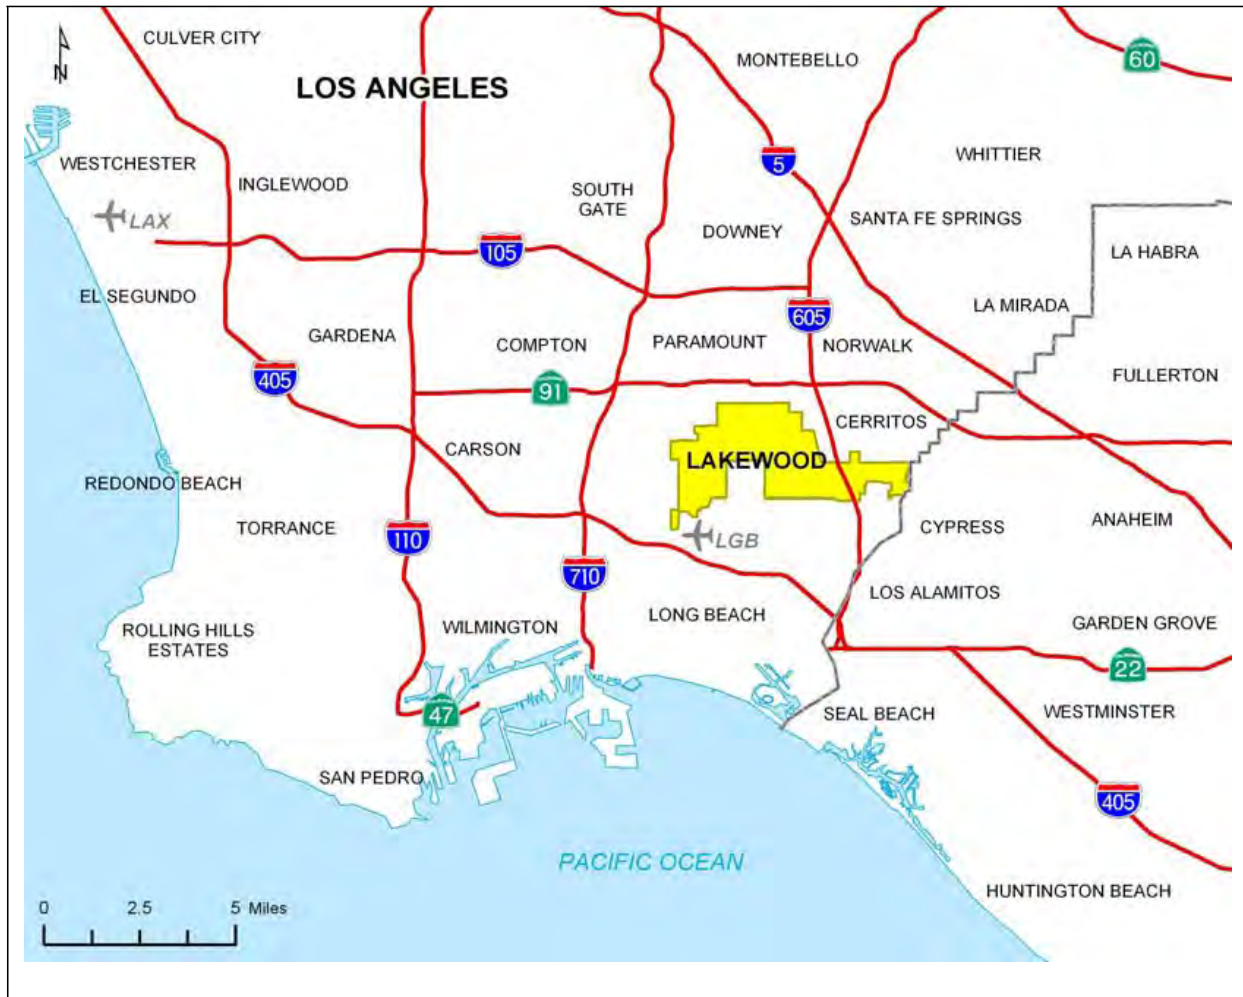 CULVER CITY
LOS ANGELES
MONTEBELLO
60
N
WESTCHESTER
INGLEWOOD
SOUTH
GATE
5
WHITTIER
LAX
DOWNEY
SANTA FE SPRINGS
105
LA HABRA
EL SEGUNDO
LA MIRADA
605
GARDENA
COMPTON
PARAMOUNT
NORWALK
405
91
FULLERTON
CERRITOS
CARSON
LAKEWOOD
REDONDO BEACH
TORRANCE
110
LGB
CYPRESS
ANAHEIM
710
LOS ALAMITOS
ROLLING HILLS
ESTATES
WILMINGTON
LONG BEACH
GARDEN GROVE
22
47
SEAL BEACH
WESTMINSTER
SAN PEDRO
405
PACIFIC OCEAN
HUNTINGTON BEACH
0 2.5 5 Miles